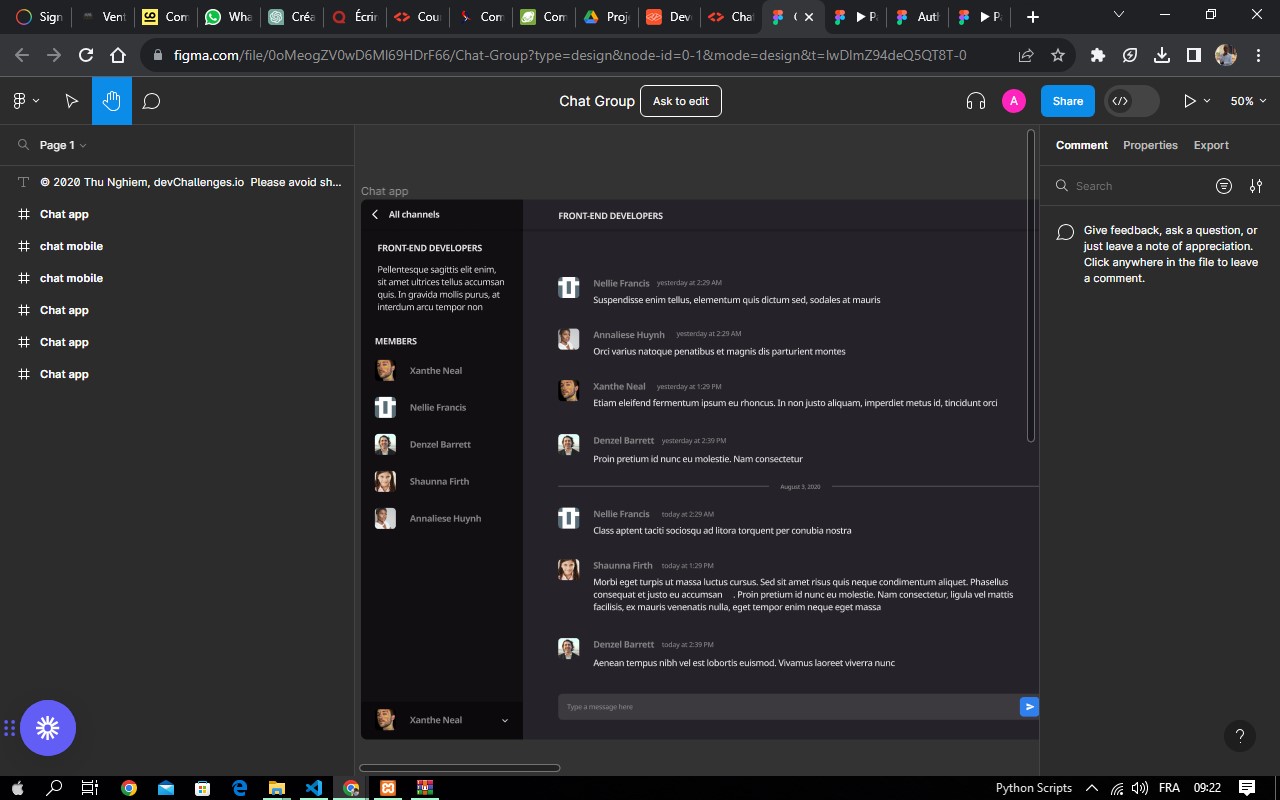 Sign
Vent
Com
Wha
Créa
Écrir
Cou
Com
Com
Proje
Deve
Chat
Auth
figma.com/file/0oMeogZV0wD6Ml69HDrF66/Chat-Group?type=design&node-id=0-1&mode=design&t=IwDlmZ94deQ5QT8T-0
Chat Group
Ask to edit
A
Share
50%
Page 1
© 2020 Thu Nghiem, devChallenges.io Please avoid sh...
Chat app
chat mobile
chat mobile
Chat app
Chat app
Chat app
Chat app
All channels
FRONT-END DEVELOPERS
Pellentesque sagittis elit enim,
sit amet ultrices tellus accumsan
quis. In gravida mollis purus, at
interdum arcu tempor non
MEMBERS
Xanthe Neal
Nellie Francis
Denzel Barrett
Shaunna Firth
Annaliese Huynh
Xanthe Neal
FRONT-END DEVELOPERS
Nellie Francis yesterday at 2:29 AM
Suspendisse enim tellus, elementum quis dictum sed, sodales at mauris
Annaliese Huynh yesterday at 2:29 AM
Orci varius natoque penatibus et magnis dis parturient montes
Xanthe Neal yesterday at 1:29 PM
Etiam eleifend fermentum ipsum eu rhoncus. In non justo aliquam, imperdiet metus id, tincidunt orci
Denzel Barrett yesterday at 2:39 PM
Proin pretium id nunc eu molestie. Nam consectetur
August 3, 2020
Nellie Francis today at 2:29 AM
Class aptent taciti sociosqu ad litora torquent per conubia nostra
Shaunna Firth today at 1:29 PM
Morbi eget turpis ut massa luctus cursus. Sed sit amet risus quis neque condimentum aliquet. Phasellus
consequat et justo eu accumsan . Proin pretium id nunc eu molestie. Nam consectetur, ligula vel mattis
facilisis, ex mauris venenatis nulla, eget tempor enim neque eget massa
Denzel Barrett today at 2:39 PM
Aenean tempus nibh vel est lobortis euismod. Vivamus laoreet viverra nunc
Type a message here
Comment
Properties
Export
Search
Give feedback, ask a question, or
just leave a note of appreciation.
Click anywhere in the file to leave
a comment.
?
Python Scripts
FRA
09:22